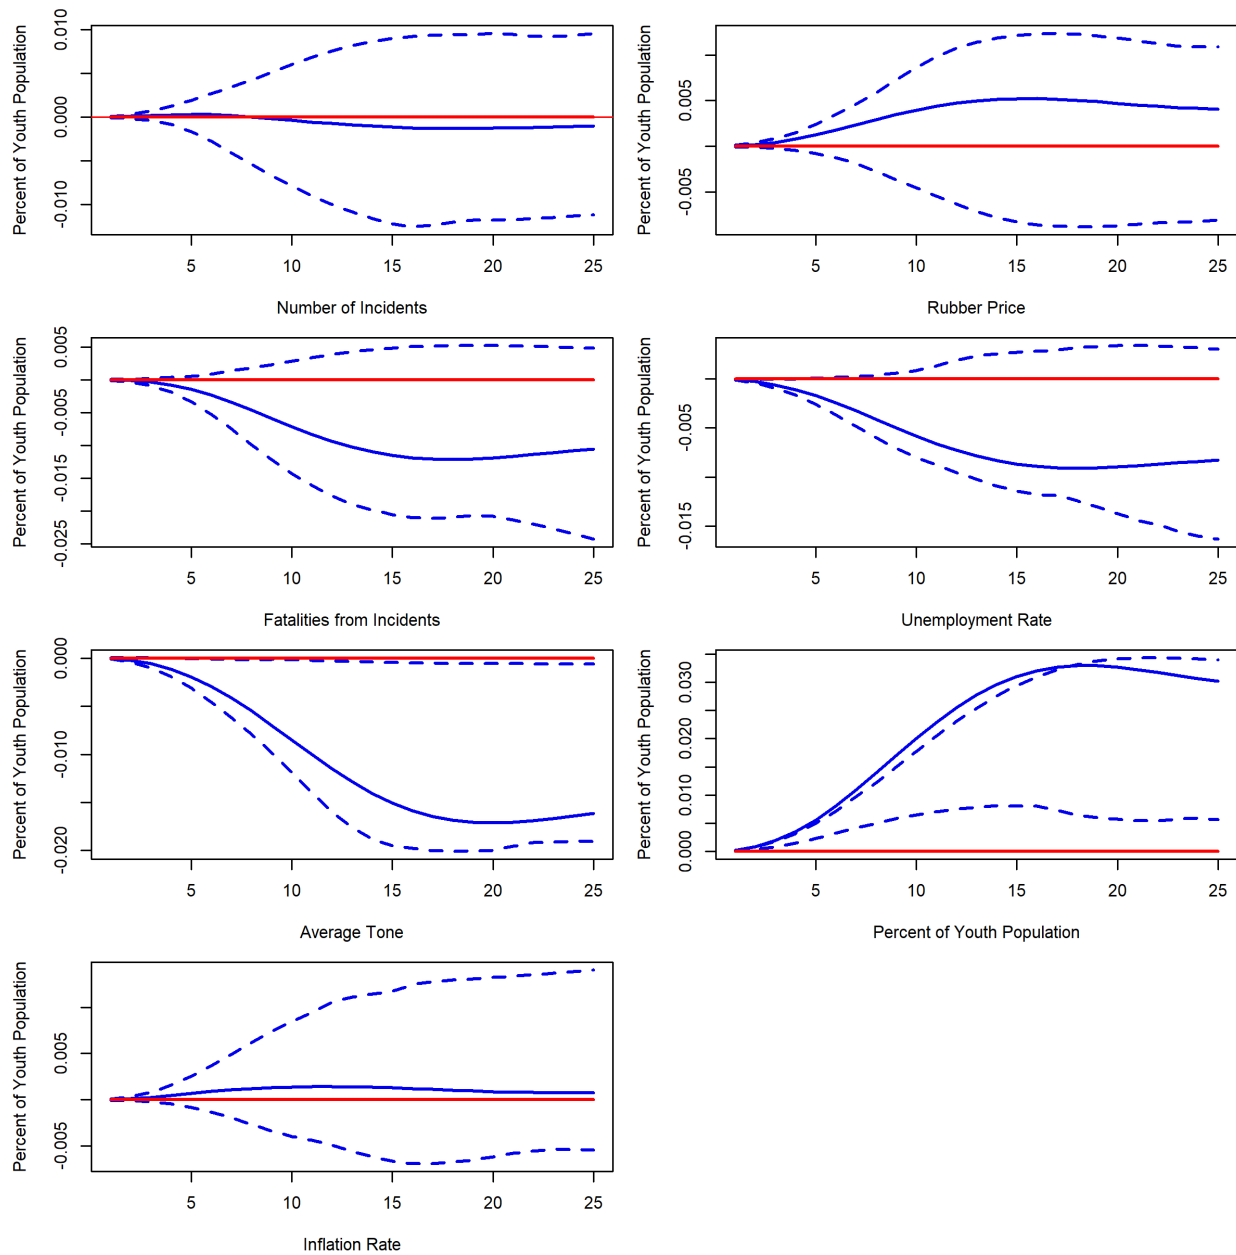 Percent of Youth Population
0.010
0.000
-0.010
5 10 15 20 25
Number of Incidents
Percent of Youth Population
0.005
-0.005
5 10 15 20 25
Rubber Price
Percent of Youth Population
0.005
-0.005
-0.015
-0.025
5 10 15 20 25
Fatalities from Incidents
Percent of Youth Population
-0.005
-0.015
5 10 15 20 25
Unemployment Rate
Percent of Youth Population
0.000
-0.010
-0.020
5 10 15 20 25
Average Tone
Percent of Youth Population
0.030
0.020
0.010
0.000
5 10 15 20 25
Percent of Youth Population
Percent of Youth Population
0.005
-0.005
5 10 15 20 25
Inflation Rate